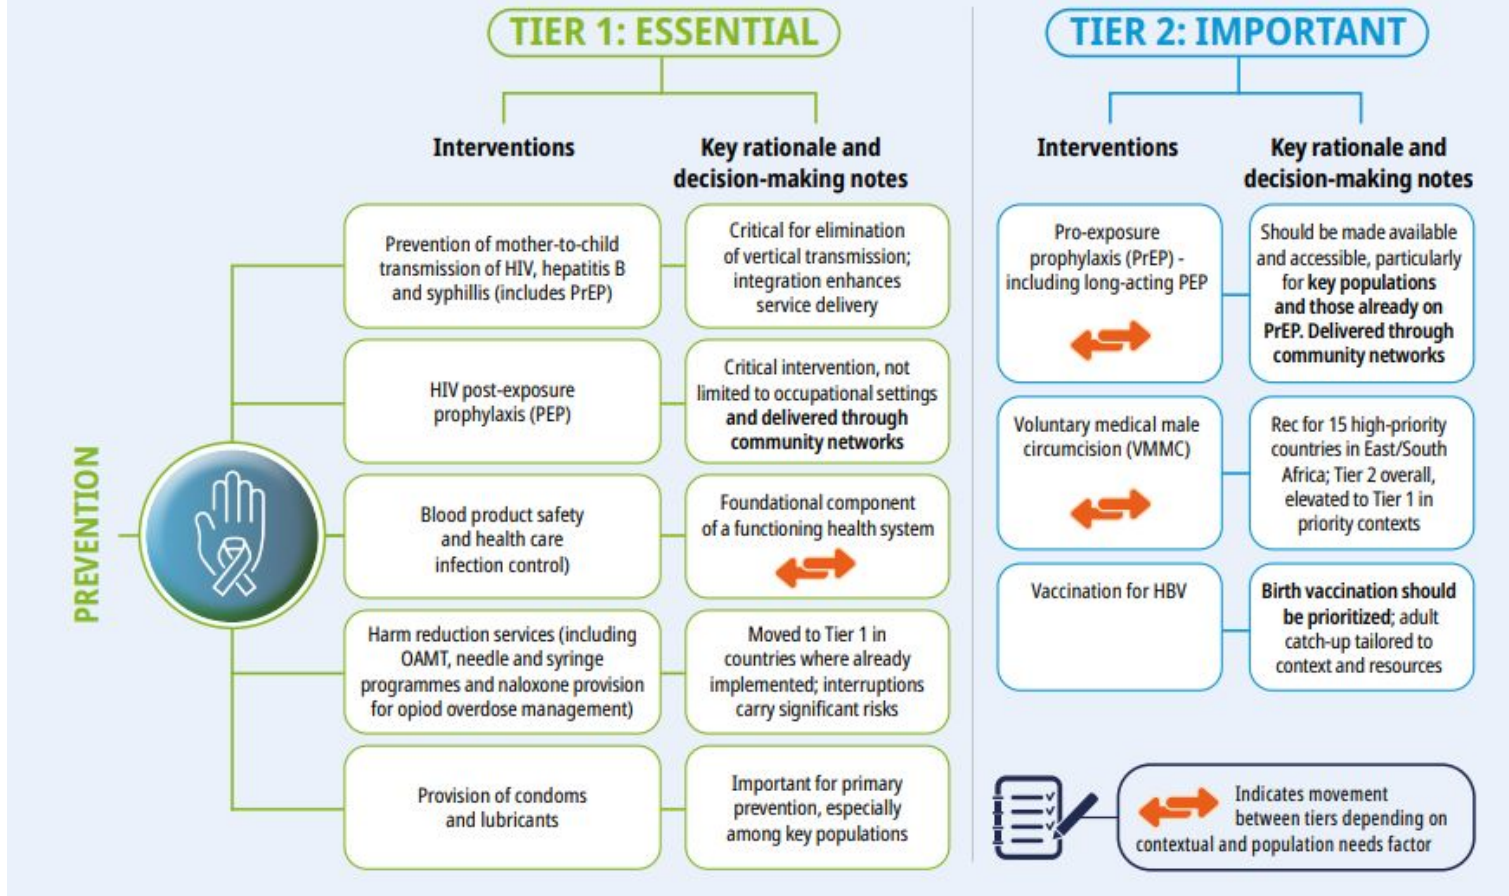 TIER 1: ESSENTIAL
Interventions
Key rationale and
decision-making notes
PREVENTION
Prevention of mother-to-child
transmission of HIV, hepatitis B
and syphillis (includes PrEP)
Critical for elimination
of vertical transmission;
integration enhances
service delivery
HIV post-exposure
prophylaxis (PEP)
Critical intervention, not
limited to occupational settings
and delivered through
community networks
Blood product safety
and health care
infection control)
Foundational component
of a functioning health system
Harm reduction services (including
OAMT, needle and syringe
programmes and naloxone provision
for opiod overdose management)
Moved to Tier 1 in
countries where already
implemented; interruptions
carry significant risks
Provision of condoms
and lubricants
Important for primary
prevention, especially
among key populations
TIER 2: IMPORTANT
Interventions
Key rationale and
decision-making notes
Pro-exposure
prophylaxis (PrEP) -
including long-acting PEP
Should be made available
and accessible, particularly
for key populations
and those already on
PrEP. Delivered through
community networks
Voluntary medical male
circumcision (VMMC)
Rec for 15 high-priority
countries in East/South
Africa; Tier 2 overall,
elevated to Tier 1 in
priority contexts
Vaccination for HBV
Birth vaccination should
be prioritized; adult
catch-up tailored to
context and resources
Indicates movement
between tiers depending on
contextual and population needs factor